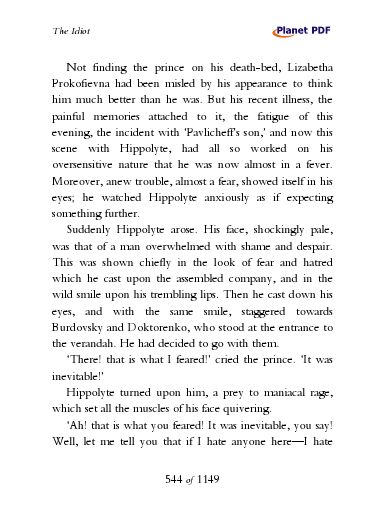 The Idiot
Planet PDF
Not finding the prince on his death-bed, Lizabetha
Prokofievna had been misled by his appearance to think
him much better than he was. But his recent illness, the
painful memories attached to it, the fatigue of this
evening, the incident with ‘Pavlicheff’s son,’ and now this
scene with Hippolyte, had all so worked on his
oversensitive nature that he was now almost in a fever.
Moreover, anew trouble, almost a fear, showed itself in his
eyes; he watched Hippolyte anxiously as if expecting
something further.
Suddenly Hippolyte arose. His face, shockingly pale,
was that of a man overwhelmed with shame and despair.
This was shown chiefly in the look of fear and hatred
which he cast upon the assembled company, and in the
wild smile upon his trembling lips. Then he cast down his
eyes, and with the same smile, staggered towards
Burdovsky and Doktorenko, who stood at the entrance to
the verandah. He had decided to go with them.
‘There! that is what I feared!’ cried the prince. ‘It was
inevitable!’
Hippolyte turned upon him, a prey to maniacal rage,
which set all the muscles of his face quivering.
‘Ah! that is what you feared! It was inevitable, you say!
Well, let me tell you that if I hate anyone here—I hate
544 of 1149